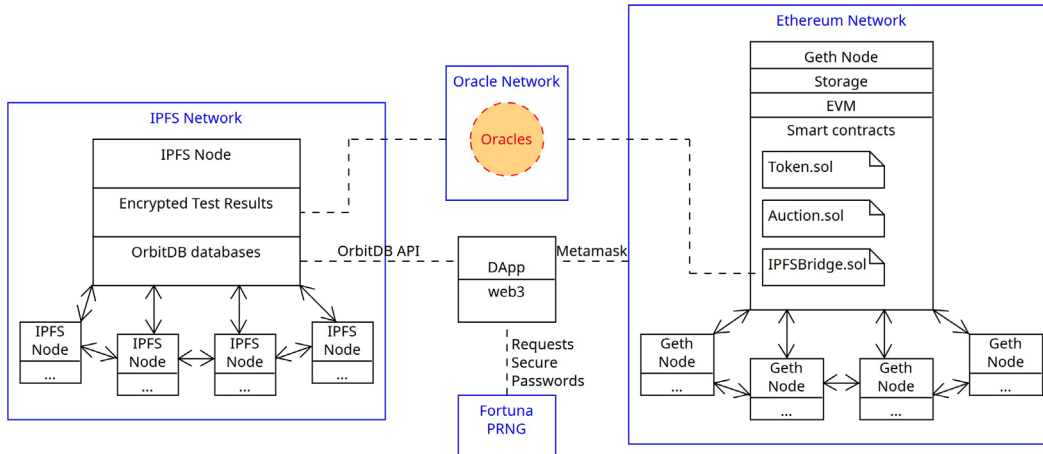 Ethereum Network
Geth Node
Storage
EVM
Smart contracts
Token.sol
Auction.sol
IPFSBridge.sol
Oracle Network
Oracles
IPFS Network
IPFS Node
Encrypted Test Results
OrbitDB databases
OrbitDB API
DApp
web3
Metamask
IPFS
Node
...
IPFS
Node
...
IPFS
Node
...
IPFS
Node
...
Requests
Secure
Passwords
Fortuna
PRNG
Geth
Node
...
Geth
Node
...
Geth
Node
...
Geth
Node
...